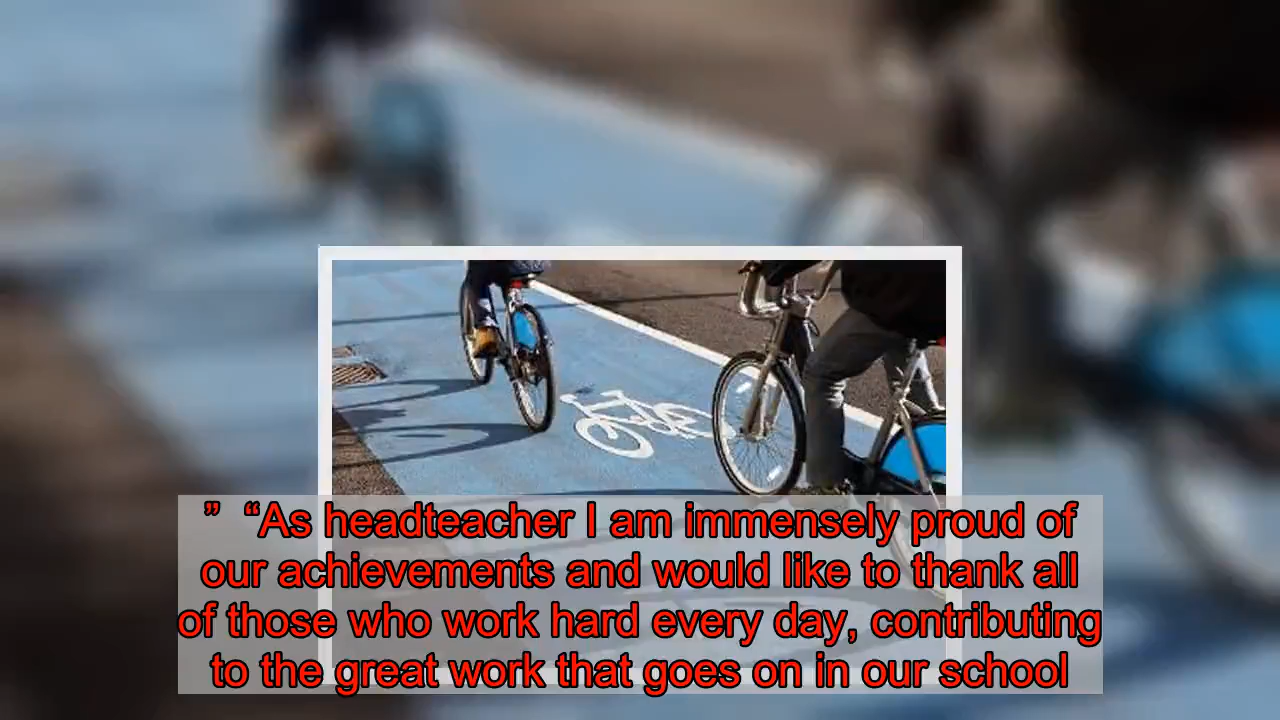 ” “As headteacher I am immensely proud of
our achievements and would like to thank all
of those who work hard every day, contributing
to the great work that goes on in our school